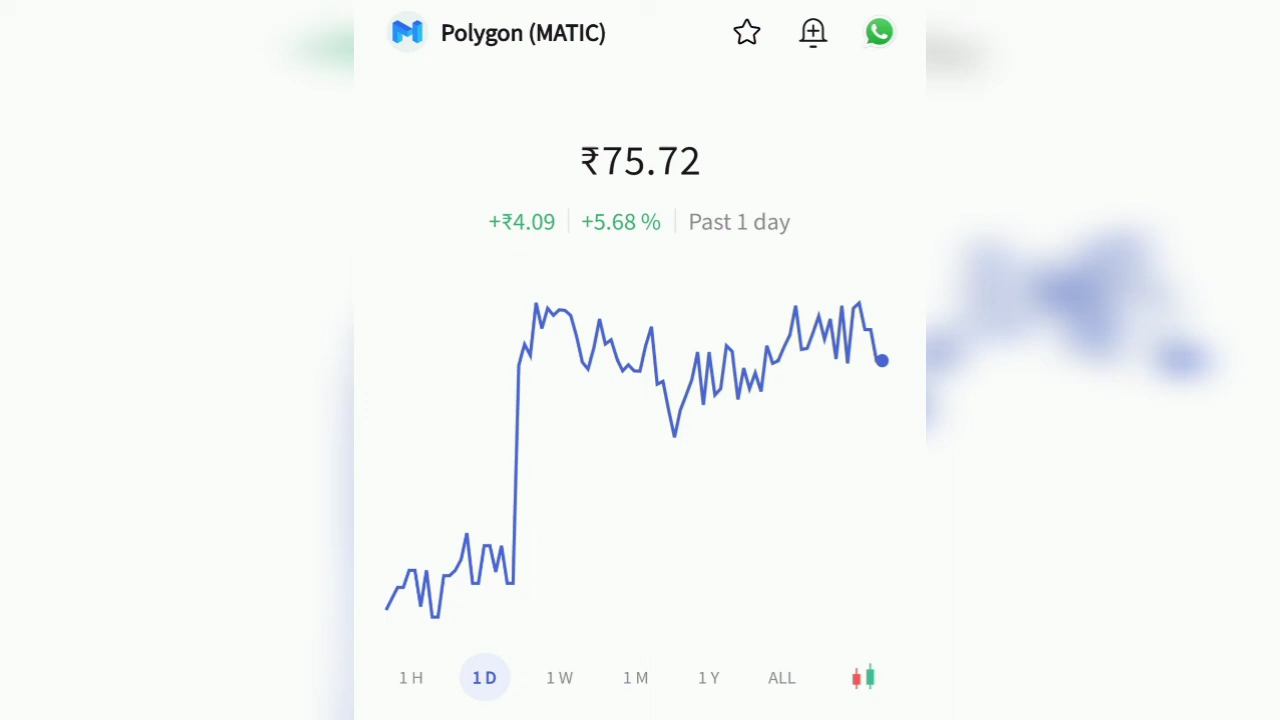 Polygon (MATIC)
₹75.72
+₹4.09 +5.68 % Past 1 day
1 H 1 D 1 W 1 M 1 Y ALL